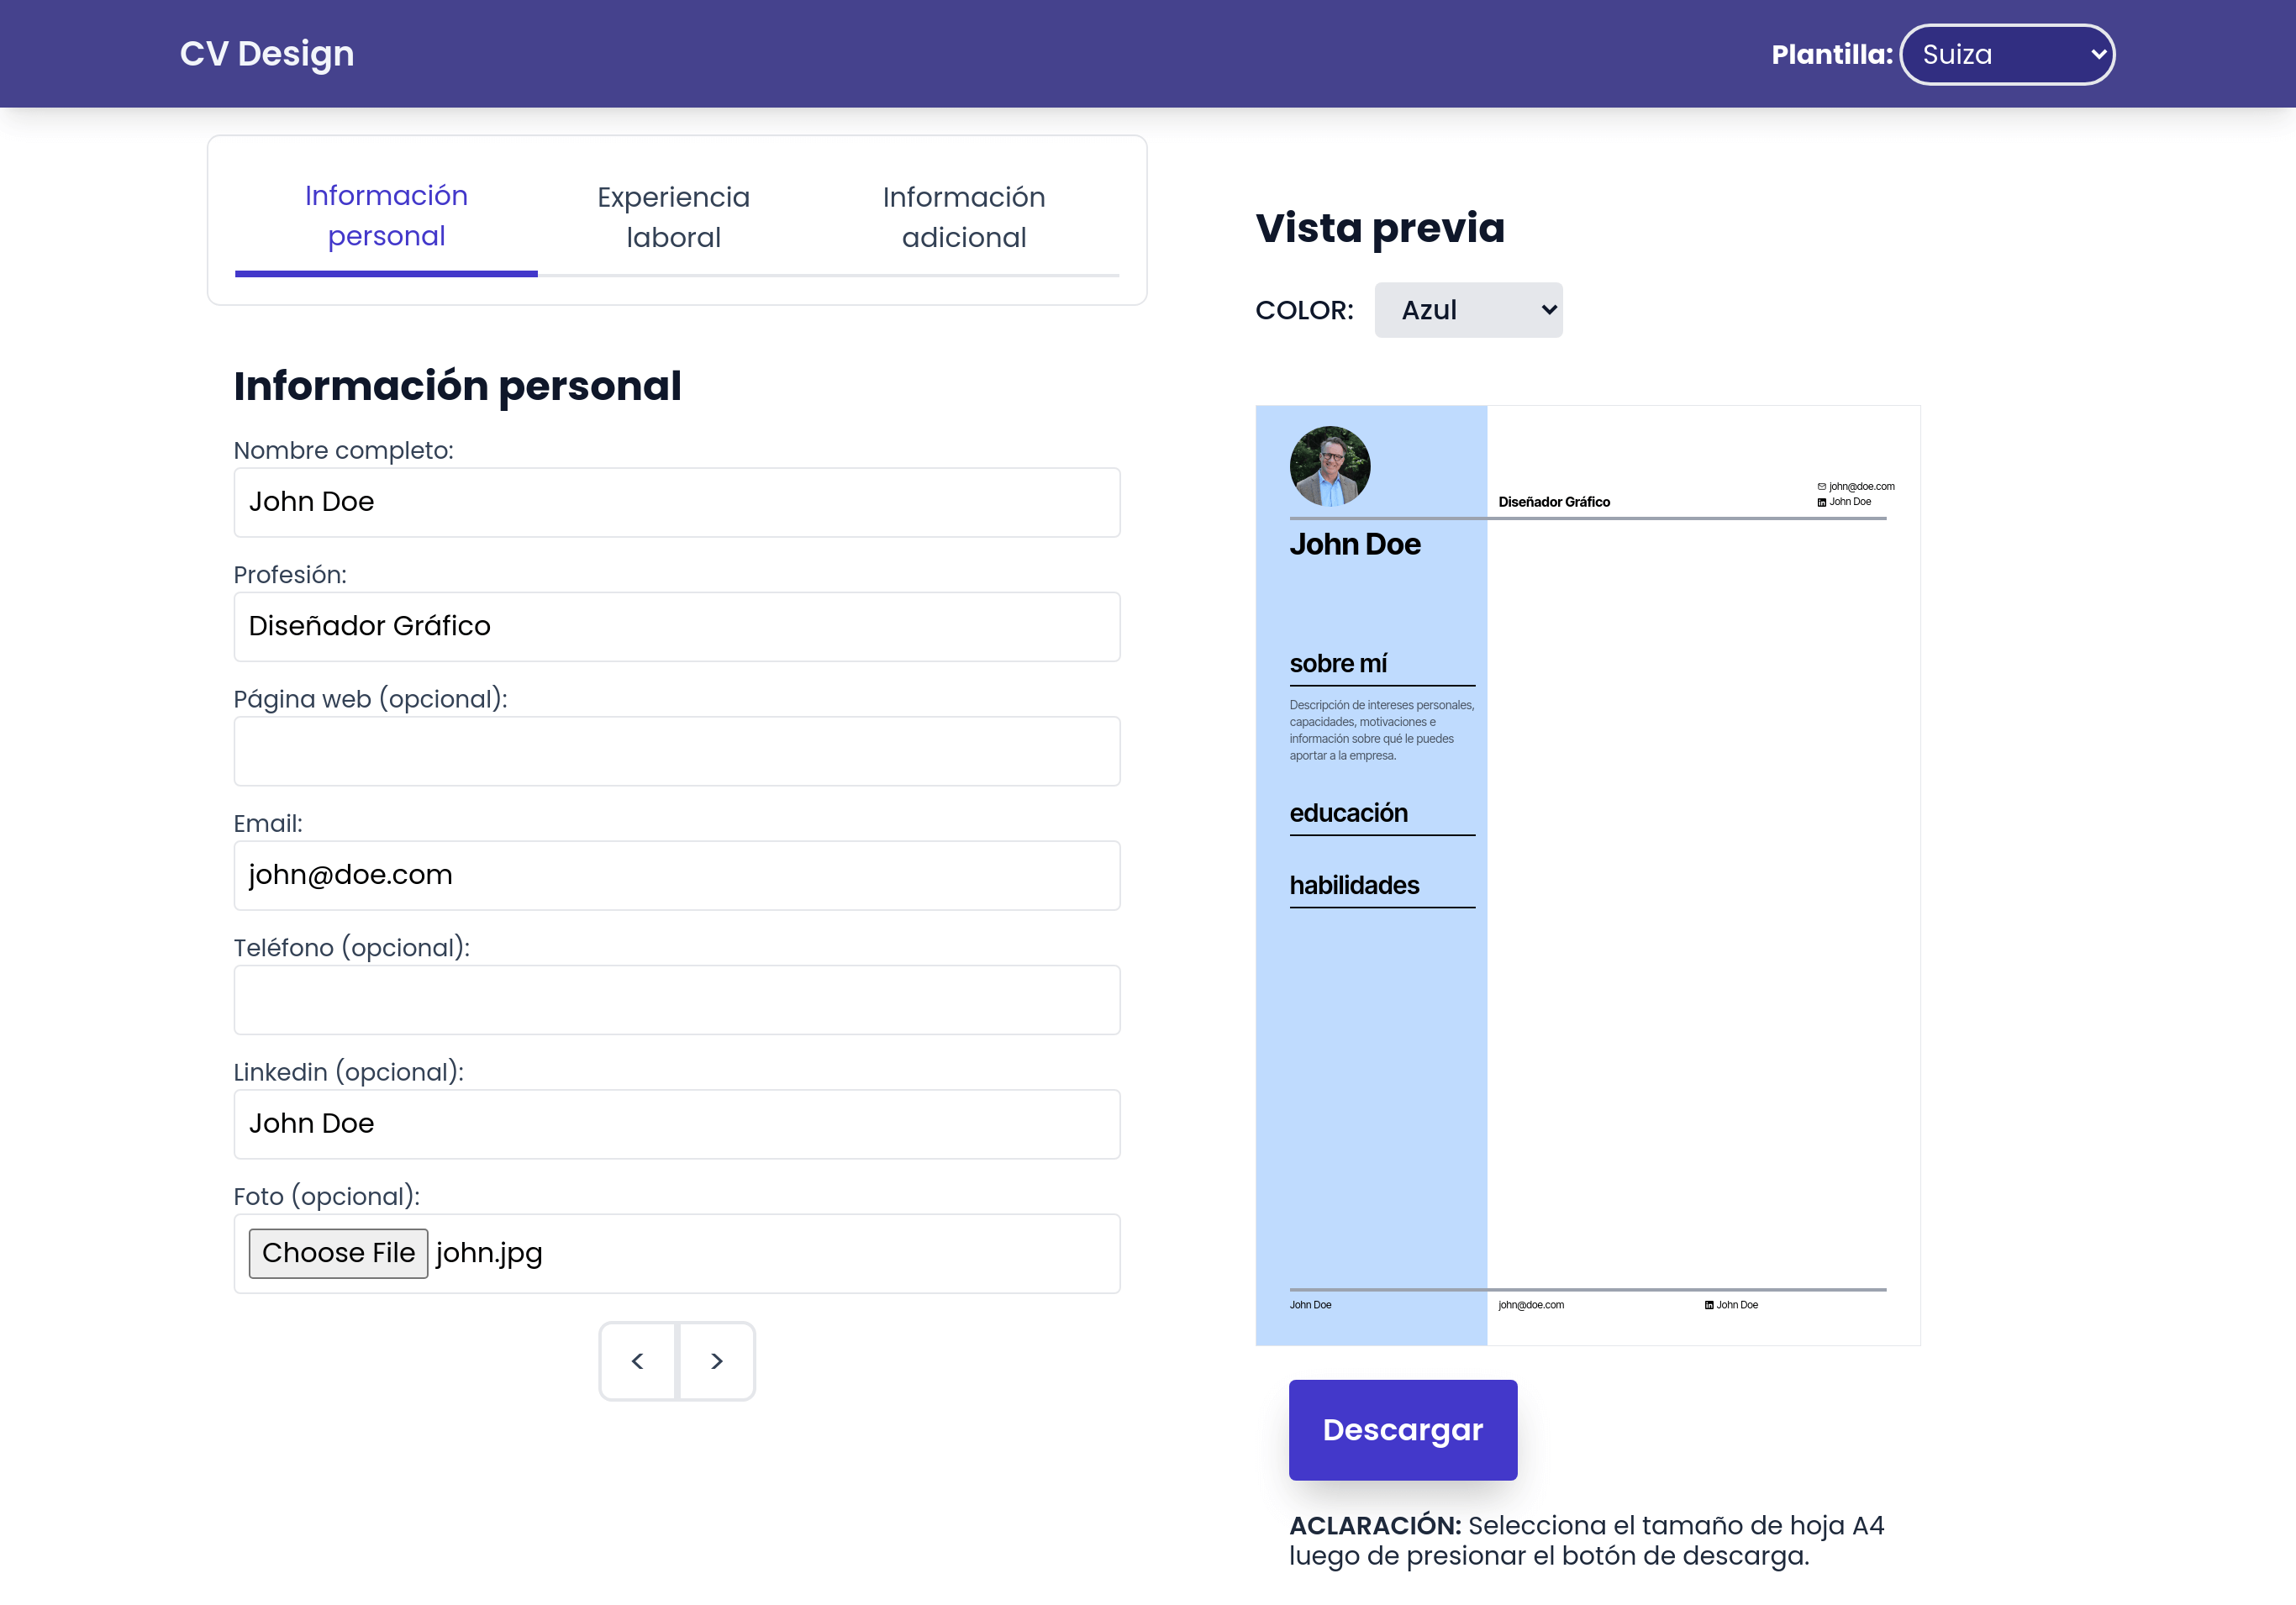 CV Design
Plantilla: Suiza
Información
personal
Experiencia
laboral
Información
adicional
Información personal
Nombre completo:
John Doe
Profesión:
Diseñador Gráfico
Página web (opcional):
Email:
john@doe.com
Teléfono (opcional):
Linkedin (opcional):
John Doe
Foto (opcional):
Choose File john.jpg
<
>
Vista previa
COLOR: Azul
john@doe.com
Diseñador Gráfico
John Doe
John Doe
sobre mí
Descripción de intereses personales,
capacidades, motivaciones e
información sobre qué le puedes
aportar a la empresa.
educación
habilidades
John Doe
john@doe.com
John Doe
Descargar
ACLARACIÓN: Selecciona el tamaño de hoja A4
luego de presionar el botón de descarga.